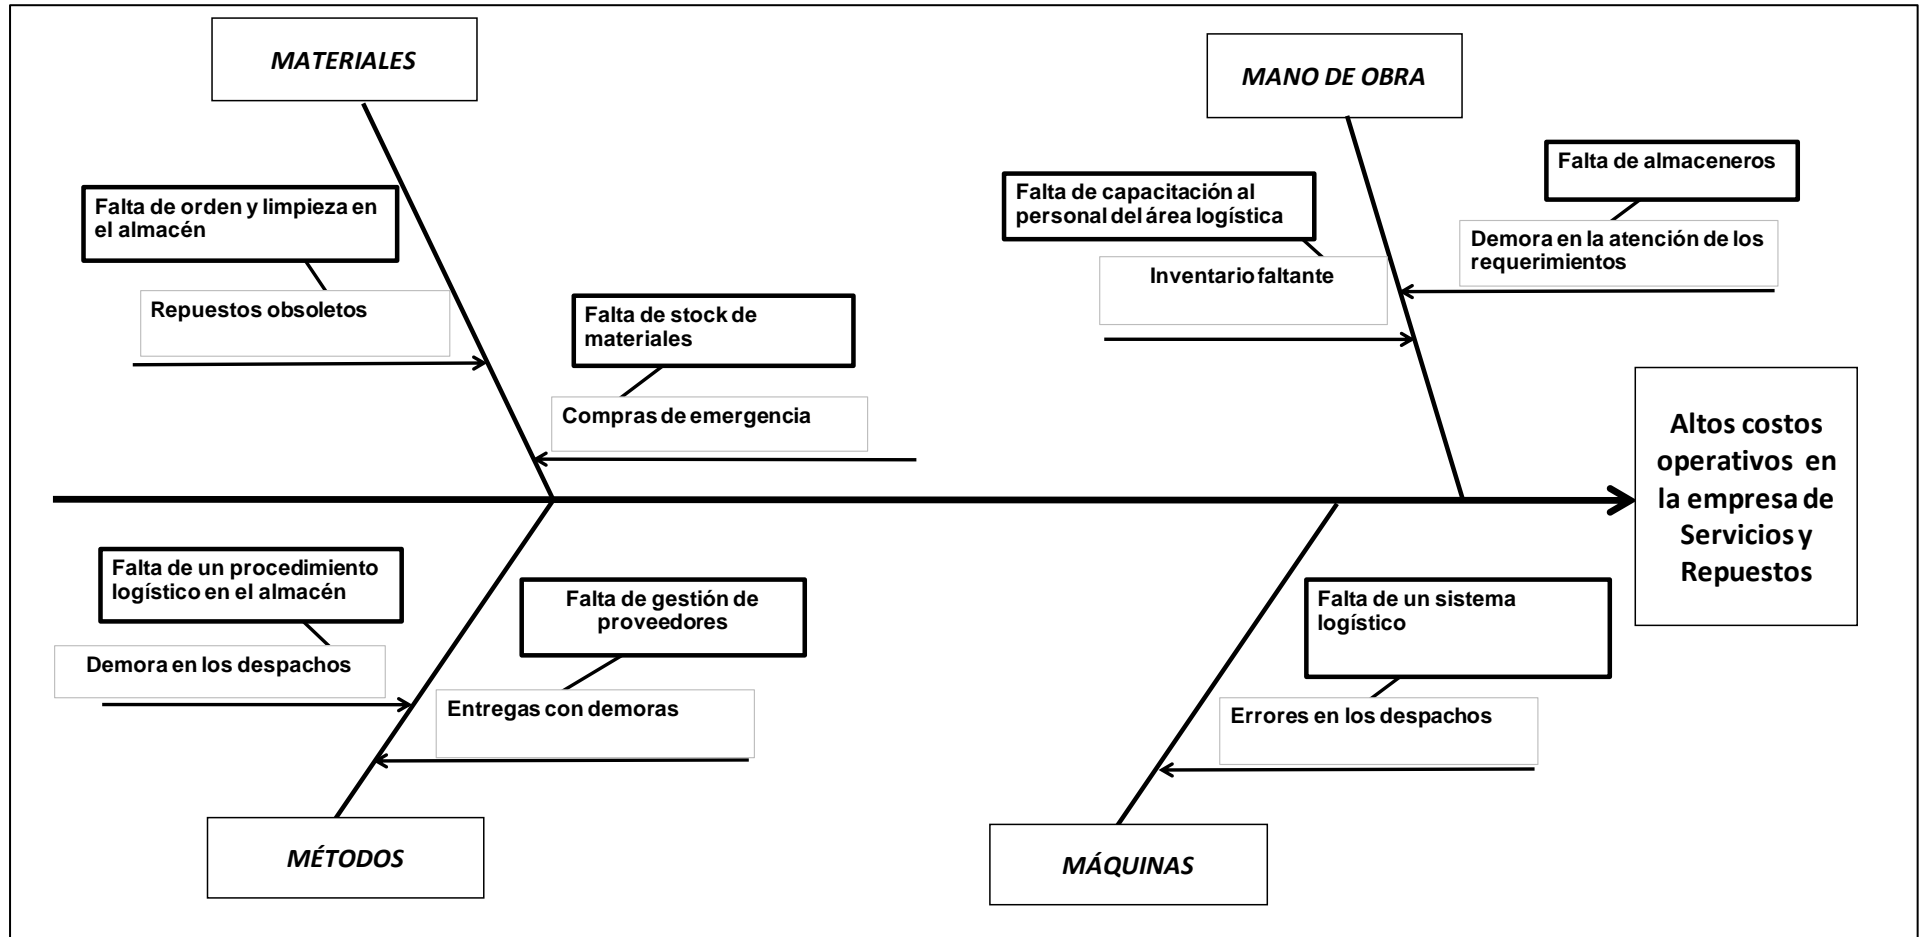 MATERIALES
MANO DE OBRA
Falta de orden y limpieza en
el almacén
Repuestos obsoletos
Falta de stock de
materiales
Compras de emergencia
Falta de capacitación al
personal del área logística
Inventario faltante
Falta de almaceneros
Demora en la atención de los
requerimientos
Altos costos
operativos en
la empresa de
Servicios y
Repuestos
Falta de un procedimiento
logístico en el almacén
Demora en los despachos
Falta de gestión de
proveedores
Entregas con demoras
Falta de un sistema
logístico
Errores en los despachos
MÉTODOS
MÁQUINAS